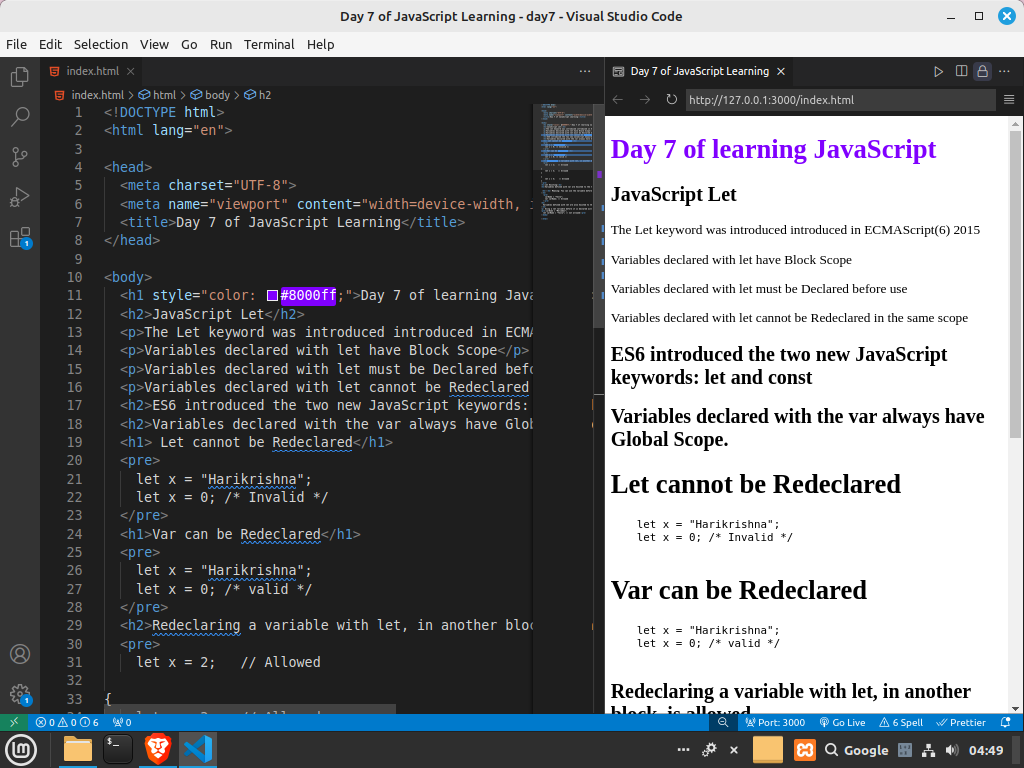 Day 7 of JavaScript Learning - day7 - Visual Studio Code
File Edit Selection View Go Run Terminal Help
index.html
index.html > html > body > h2
1 <!DOCTYPE html>
2 <html lang="en">
3
4 <head>
5 <meta charset="UTF-8">
6 <meta name="viewport" content="width=device-width,
7 <title>Day 7 of JavaScript Learning</title>
8 </head>
9
10 <body>
11 <h1 style="color: #8000ff;">Day 7 of learning Java
12 <h2>JavaScript Let</h2>
13 <p>The Let keyword was introduced introduced in ECMA
14 <p>Variables declared with let have Block Scope</p>
15 <p>Variables declared with let must be Declared befo
16 <p>Variables declared with let cannot be Redeclared
17 <h2>ES6 introduced the two new JavaScript keywords:
18 <h2>Variables declared with the var always have Glob
19 <h1> Let cannot be Redeclared</h1>
20 <pre>
21 let x = "Harikrishna";
22 let x = 0; /* Invalid */
23 </pre>
24 <h1>Var can be Redeclared</h1>
25 <pre>
26 let x = "Harikrishna";
27 let x = 0; /* valid */
28 </pre>
29 <h2>Redeclaring a variable with let, in another bloc
30 <pre>
31 let x = 2; // Allowed
32
33 {
Day 7 of JavaScript Learning
http://127.0.0.1:3000/index.html
Day 7 of learning JavaScript
JavaScript Let
The Let keyword was introduced introduced in ECMAScript(6) 2015
Variables declared with let have Block Scope
Variables declared with let must be Declared before use
Variables declared with let cannot be Redeclared in the same scope
ES6 introduced the two new JavaScript
keywords: let and const
Variables declared with the var always have
Global Scope.
Let cannot be Redeclared
let x = "Harikrishna";
let x = 0; /* Invalid */
Var can be Redeclared
let x = "Harikrishna";
let x = 0; /* valid */
Redeclaring a variable with let, in another
block, is allowed
1
1
0 0 6 0 Port: 3000 Go Live 6 Spell Prettier
Google 04:49